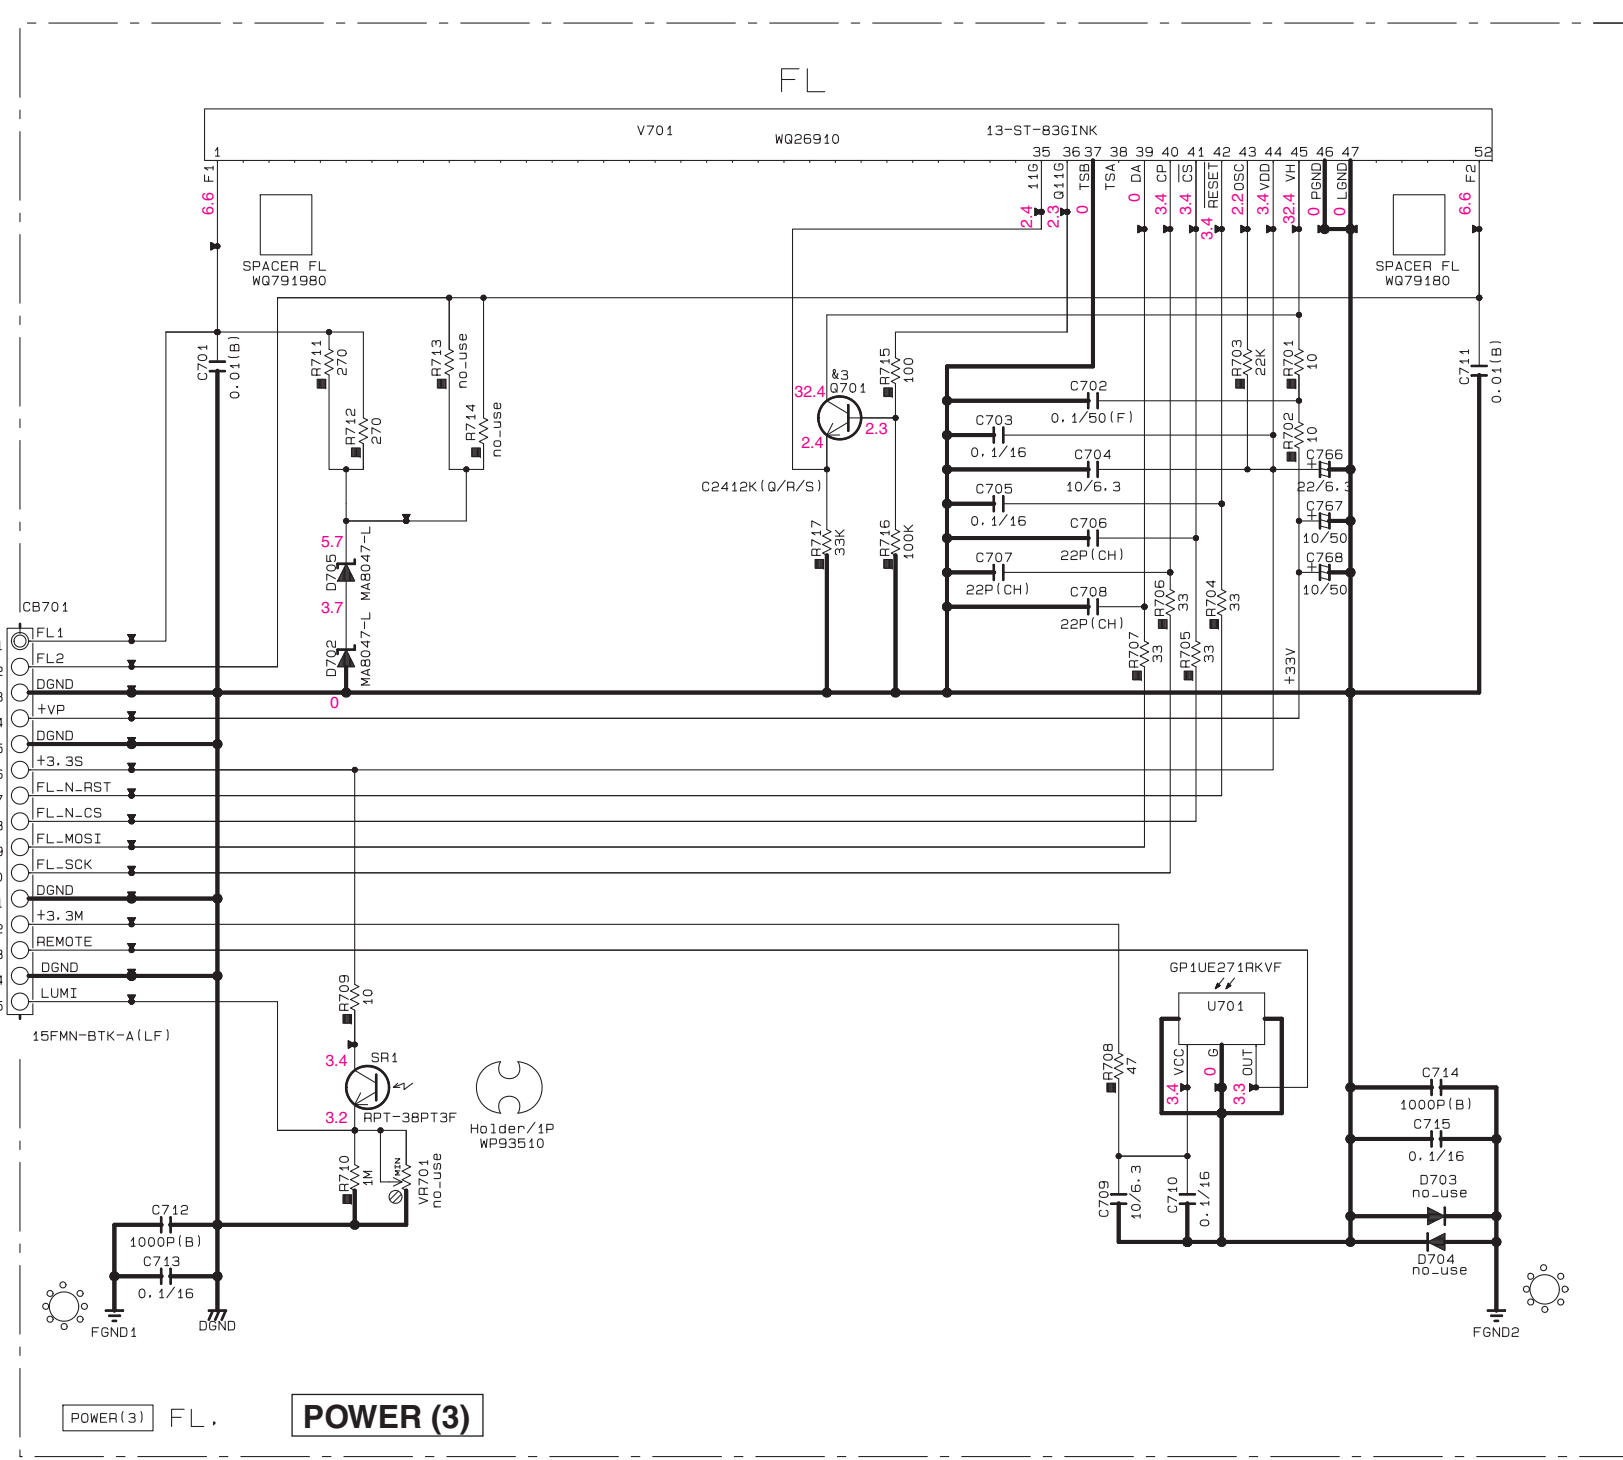 FL
V701
WQ26910
13-ST-83GINK
1 35 36 37 38 39 40 41 42 43 44 45 46 47 52
F1 11G Q11G TSB TSA DA CP CS RESET OSC VDD VH PGND LGND F2
6.6 2.4 2.3 0 0 3.4 3.4 3.4 2.2 3.4 32.4 0 0 6.6
SPACER FL
WQ791980
SPACER FL
WQ79180
C701
0.01(B)
R711
270
R712
270
R713
no_use
R714
no_use
R715
100
&3
Q701
32.4
2.3
2.4
C2412K(Q/R/S)
R717
33K
R716
100K
C702
0.1/50(F)
C703
0.1/16
C704
10/6.3
C705
0.1/16
C706
22P(CH)
C707
22P(CH)
C708
22P(CH)
R703
22K
R701
10
R702
10
C766
22/6.3
C767
10/50
C768
10/50
C711
0.01(B)
R706
33
R704
33
R707
33
R705
33
+33V
5.7
D705
MA8047-L
3.7
D702
MA8047-L
0
CB701
FL1
FL2
DGND
+VP
DGND
+3.3S
FL_N_RST
FL_N_CS
FL_MOSI
FL_SCK
DGND
+3.3M
REMOTE
DGND
LUMI
15FMN-BTK-A(LF)
R709
10
3.4
SR1
3.2
RPT-38PT3F
R710
1M
MIN
VR701
no_use
Holder/1P
WP93510
GP1UE271RKVF
U701
VCC G OUT
3.4 0 3.3
R708
47
C709
10/6.3
C710
0.1/16
C714
1000P(B)
C715
0.1/16
D703
no_use
D704
no_use
C712
1000P(B)
C713
0.1/16
FGND1
DGND
FGND2
POWER(3)
FL.
POWER (3)